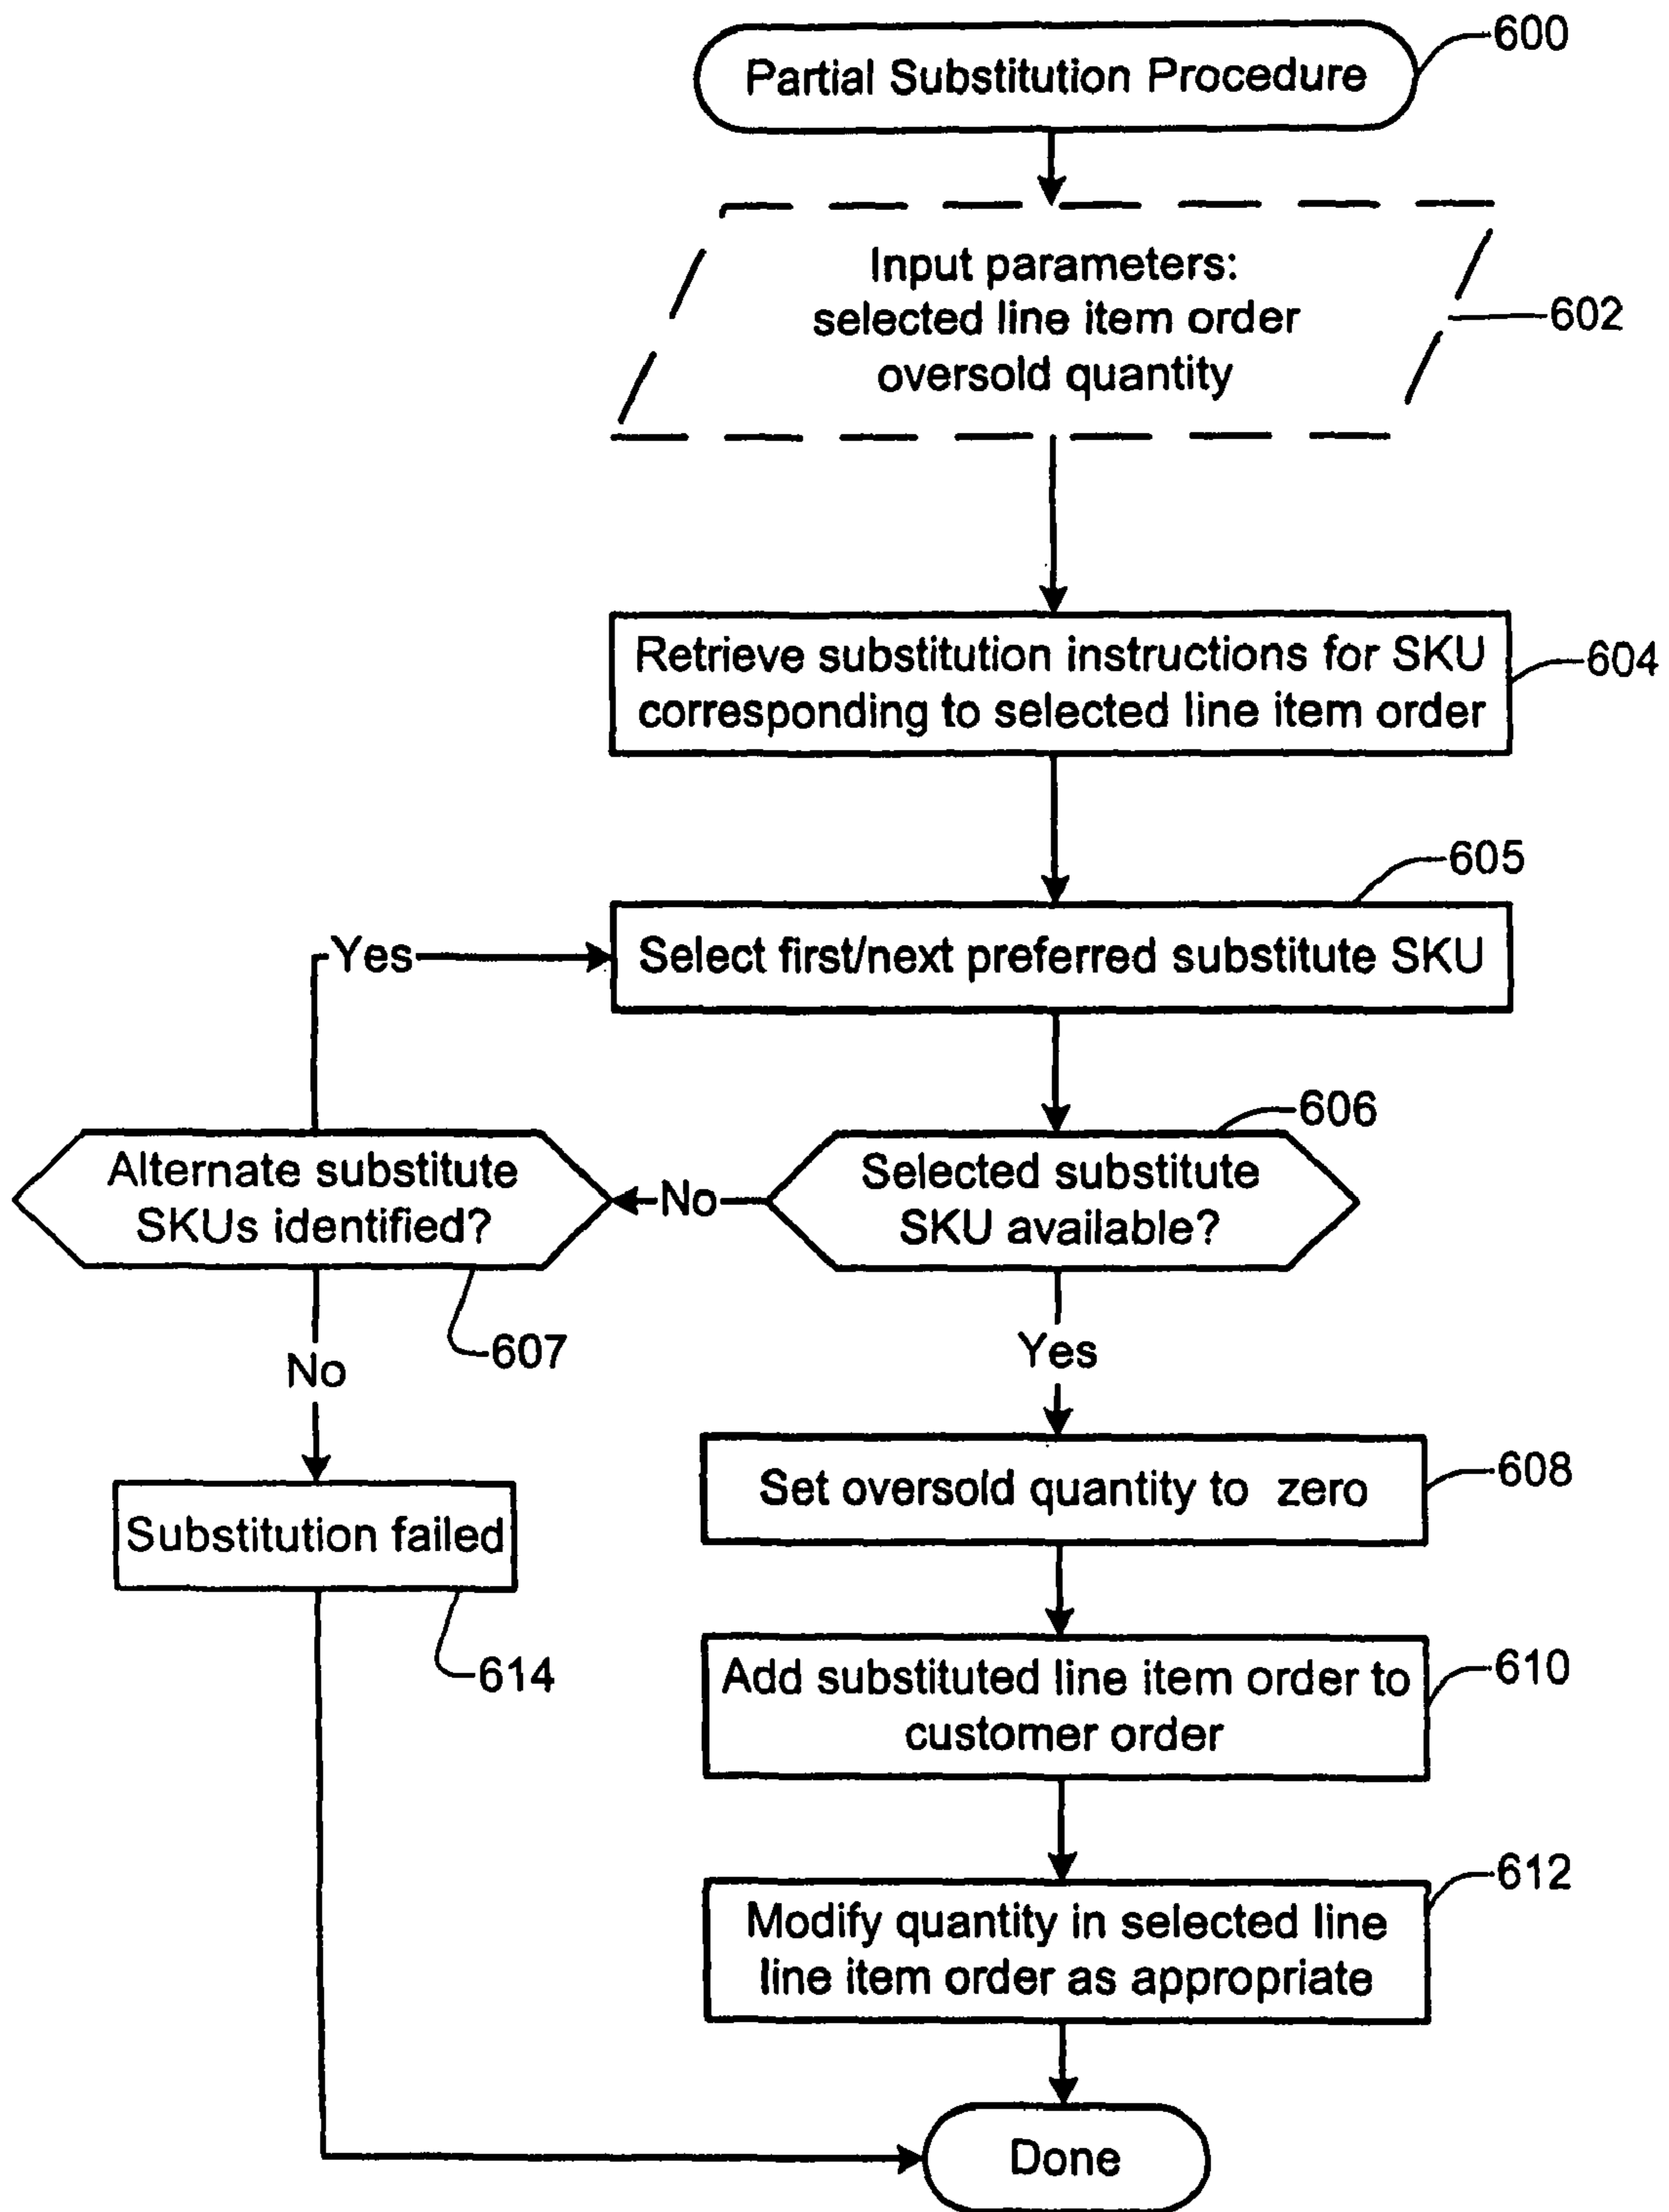 Partial Substitution Procedure
600
Input parameters:
selected line item order
oversold quantity
602
Retrieve substitution instructions for SKU
corresponding to selected line item order
604
605
Select first/next preferred substitute SKU
Yes
606
Selected substitute
SKU available?
No
Alternate substitute
SKUs identified?
607
No
Yes
Substitution failed
614
Set oversold quantity to zero
608
Add substituted line item order to
customer order
610
Modify quantity in selected line
line item order as appropriate
612
Done